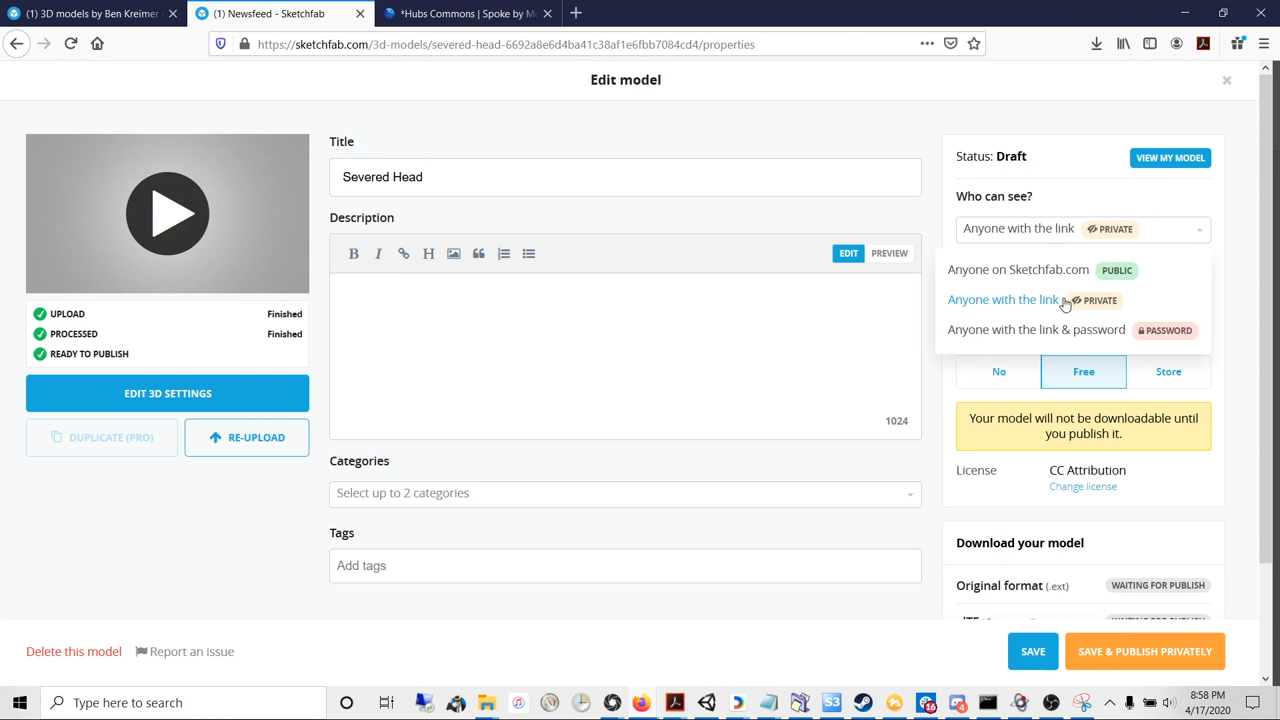 (1) 3D models by Ben Kreimer
(1) Newsfeed - Sketchfab
*Hubs Commons | Spoke by M
https://sketchfab.com/3d-models/severed-head-6692a8e6cf4ba41c38af1e6fbb7084cd4/properties
Edit model
Title
Severed Head
Description
B I H
EDIT PREVIEW
1024
UPLOAD Finished
PROCESSED Finished
READY TO PUBLISH
EDIT 3D SETTINGS
DUPLICATE (PRO)
RE-UPLOAD
Categories
Select up to 2 categories
Tags
Add tags
Status: Draft
VIEW MY MODEL
Who can see?
Anyone with the link PRIVATE
Anyone on Sketchfab.com PUBLIC
Anyone with the link PRIVATE
Anyone with the link & password PASSWORD
No Free Store
Your model will not be downloadable until
you publish it.
License CC Attribution
Change license
Download your model
Original format (.ext) WAITING FOR PUBLISH
Delete this model
Report an issue
SAVE
SAVE & PUBLISH PRIVATELY
Type here to search
S3
16
4
8:58 PM
4/17/2020